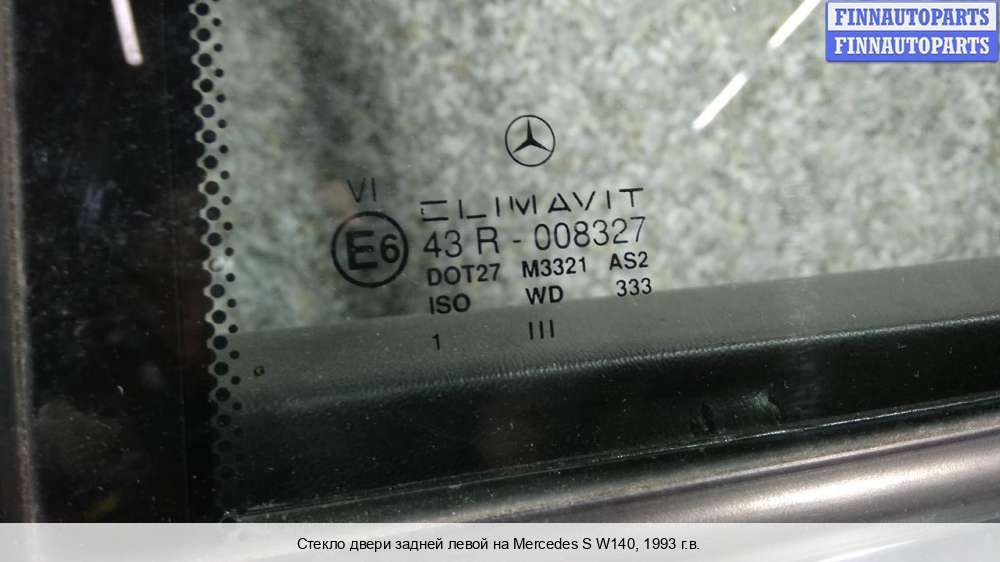 FINNAUTOPARTS
FINNAUTOPARTS
VI
CLIMAVIT
E6
43 R - 008327
DOT27 M3321 AS2
ISO WD 333
1 III
Стекло двери задней левой на Mercedes S W140, 1993 г.в.